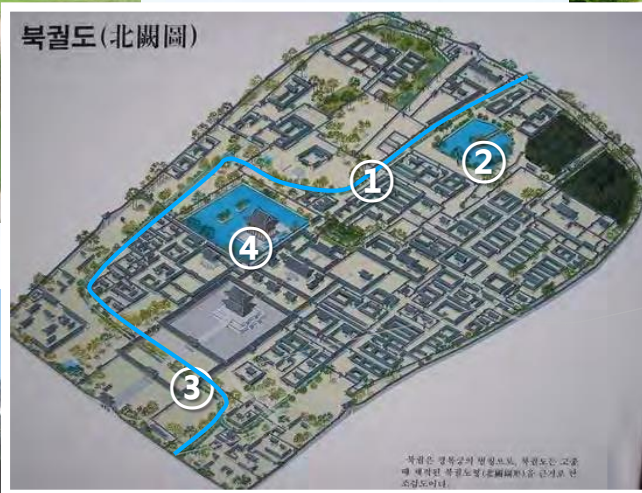 북궐도(北闕圖)
②
①
④
③
북궐은 경복궁의 별칭으로, 북궐도는 고종
때 제작된 북궐도형(北闕圖形)을 근거로 한
조감도이다.